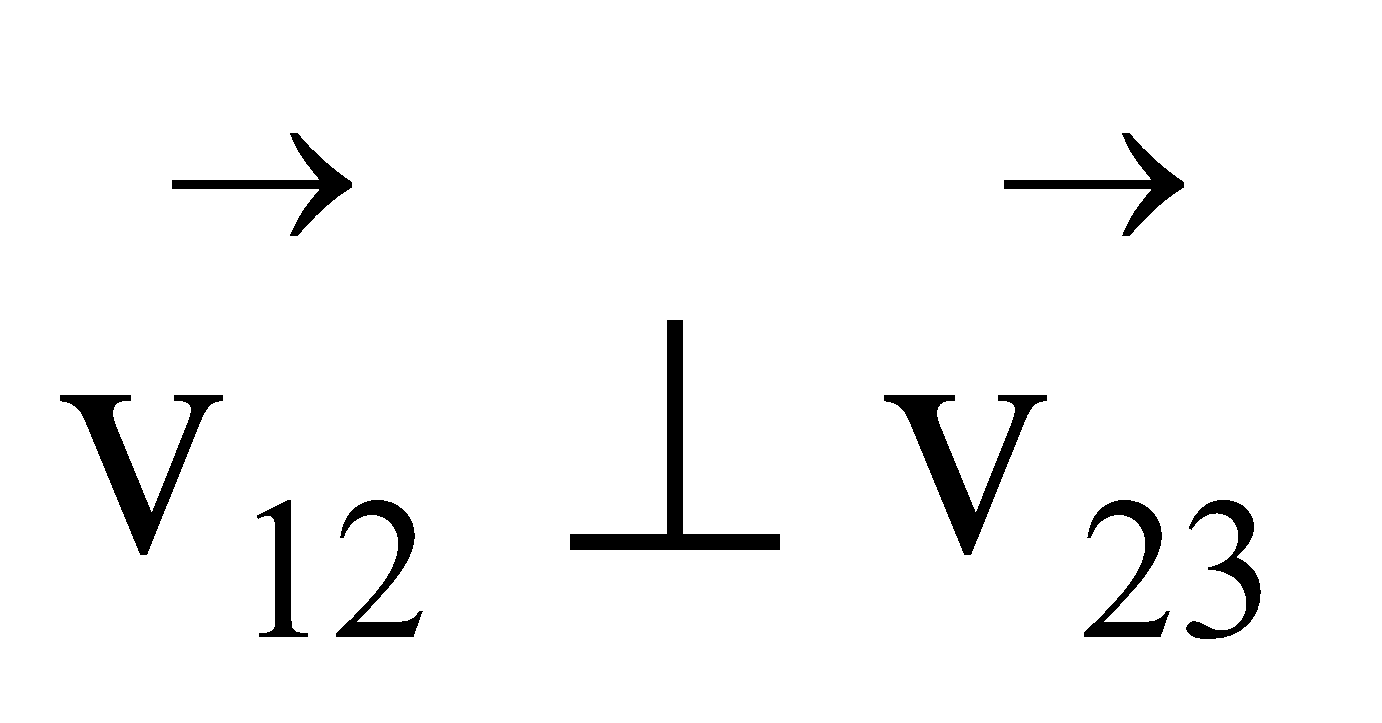 → →
v₁₂ ⊥ v₂₃